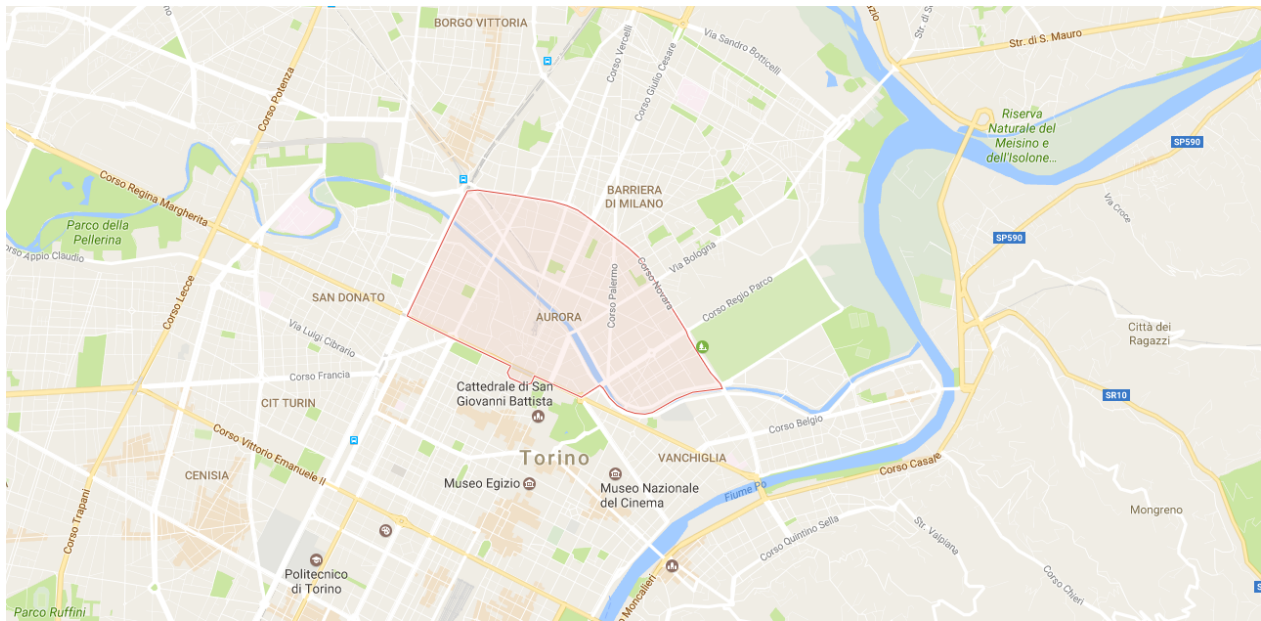 BORGO VITTORIA
Corso Vercelli
Corso Giulio Cesare
Via Sandro Botticelli
Str. di S. Mauro
Corso Potenza
Riserva
Naturale del
Meisino e
dell'Isolone...
SP590
Corso Regina Margherita
BARRIERA
DI MILANO
Parco della
Pellerina
Via Croce
SP590
Corso Appio Claudio
Via Bologna
Corso Palermo
Corso Novara
Corso Regio Parco
Corso Lecce
SAN DONATO
AURORA
Città dei
Ragazzi
Via Luigi Cibrario
Corso Francia
Cattedrale di San
Giovanni Battista
SR10
CIT TURIN
Corso Belgio
Corso Vittorio Emanuele II
Torino
VANCHIGLIA
Corso Casale
CENISIA
Museo Egizio
Museo Nazionale
del Cinema
Fiume Po
Corso Trapani
Mongreno
Corso Quintino Sella
Str. Valpiana
Politecnico
di Torino
Corso Chieri
Moncalieri
Parco Ruffini